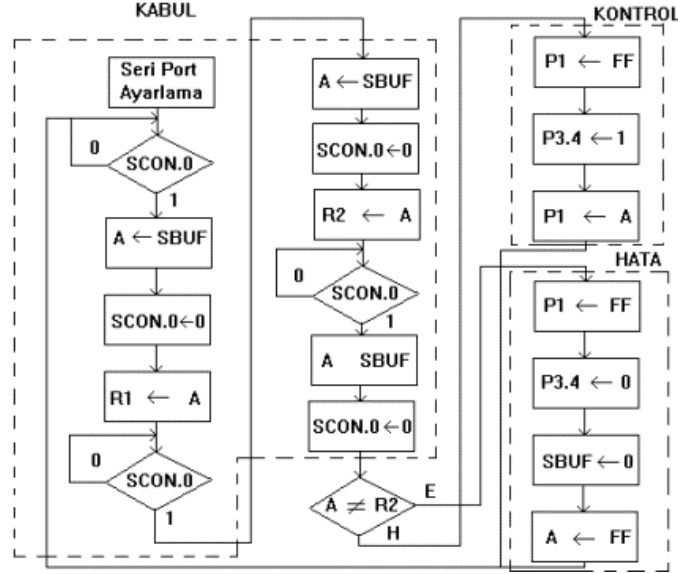 KABUL
Seri Port
Ayarlama
0
SCON.0
1
A ← SBUF
SCON.0←0
R1 ← A
0
SCON.0
1
A ← SBUF
SCON.0←0
R2 ← A
0
SCON.0
1
A SBUF
SCON.0←0
A ≠ R2
E
H
KONTROL
P1 ← FF
P3.4 ← 1
P1 ← A
HATA
P1 ← FF
P3.4 ← 0
SBUF ← 0
A ← FF